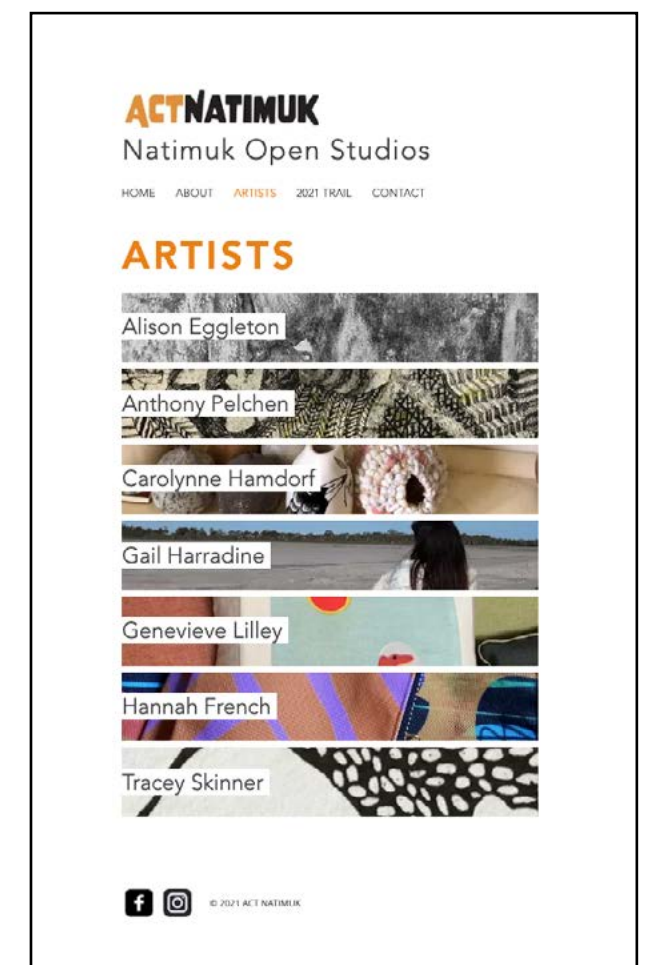 ACTNATIMUK
Natimuk Open Studios
HOME ABOUT ARTISTS 2021 TRAIL CONTACT
ARTISTS
Alison Eggleton
Anthony Pelchen
Carolynne Hamdorf
Gail Harradine
Genevieve Lilley
Hannah French
Tracey Skinner
© 2021 ACT NATIMUK